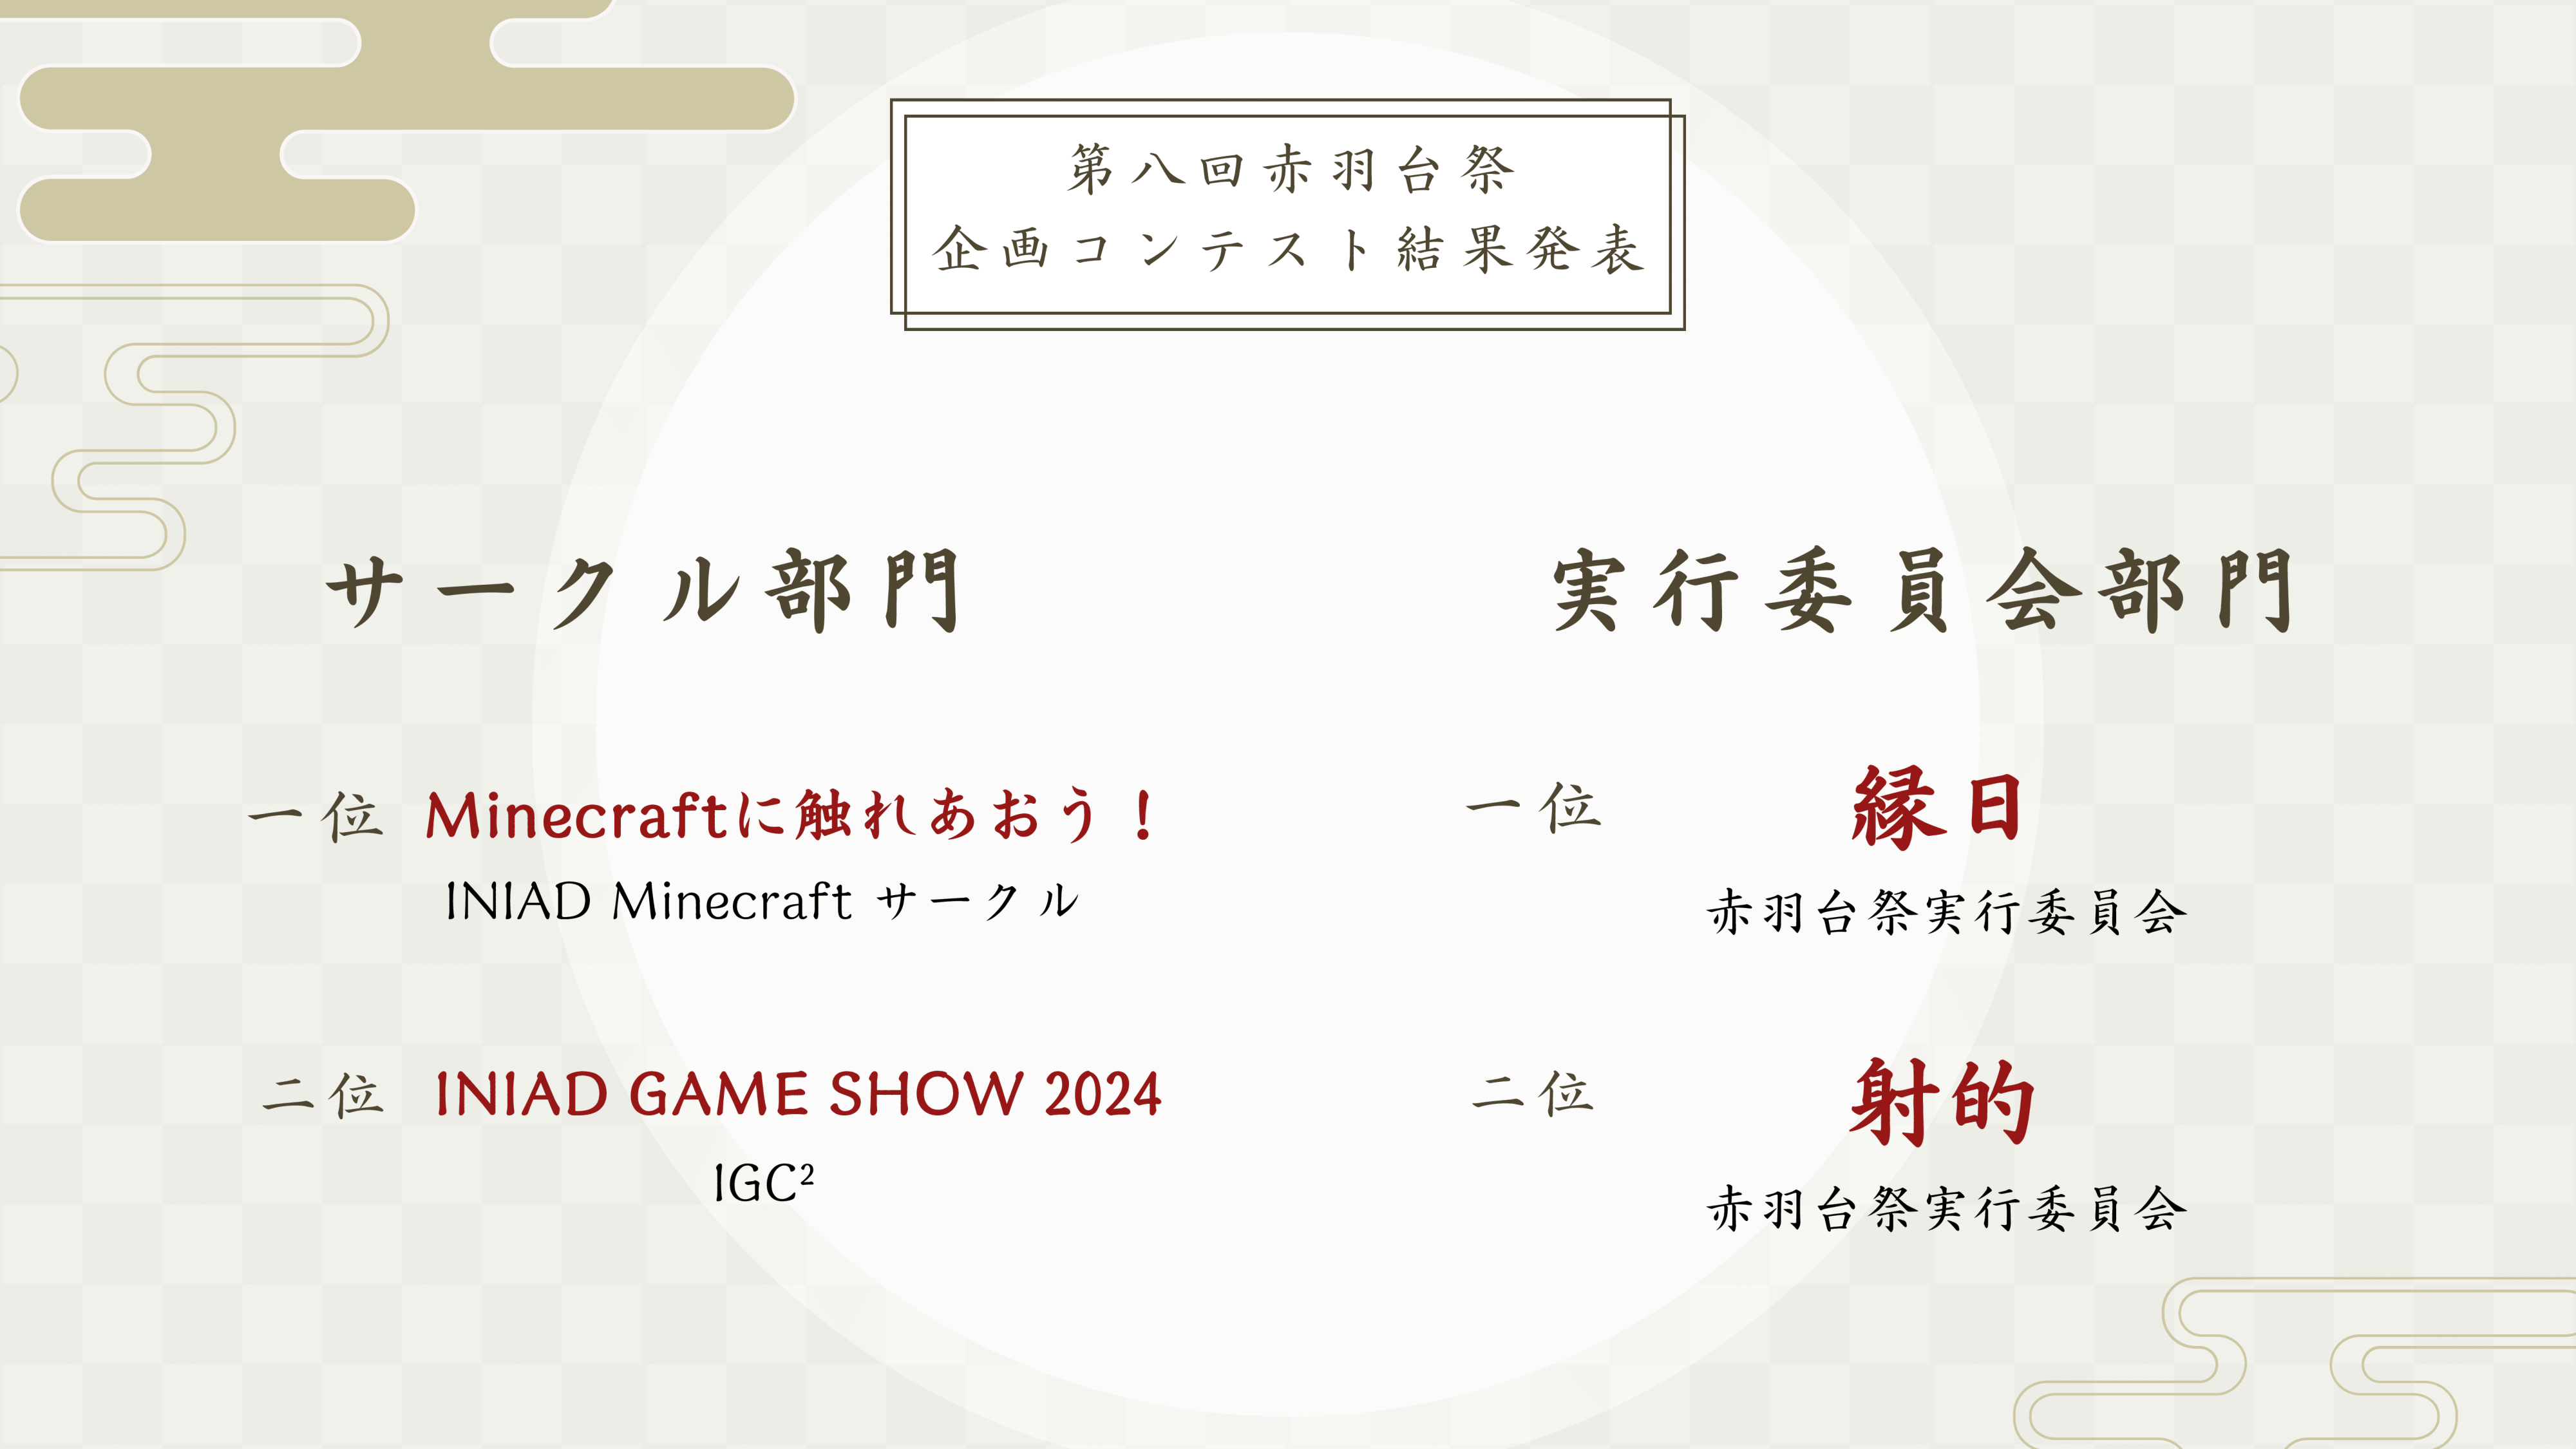 第八回赤羽台祭
企画コンテスト結果発表
サークル部門
一位 Minecraftに触れあおう！
INIAD Minecraft サークル
二位 INIAD GAME SHOW 2024
IGC²
実行委員会部門
一位 縁日
赤羽台祭実行委員会
二位 射的
赤羽台祭実行委員会